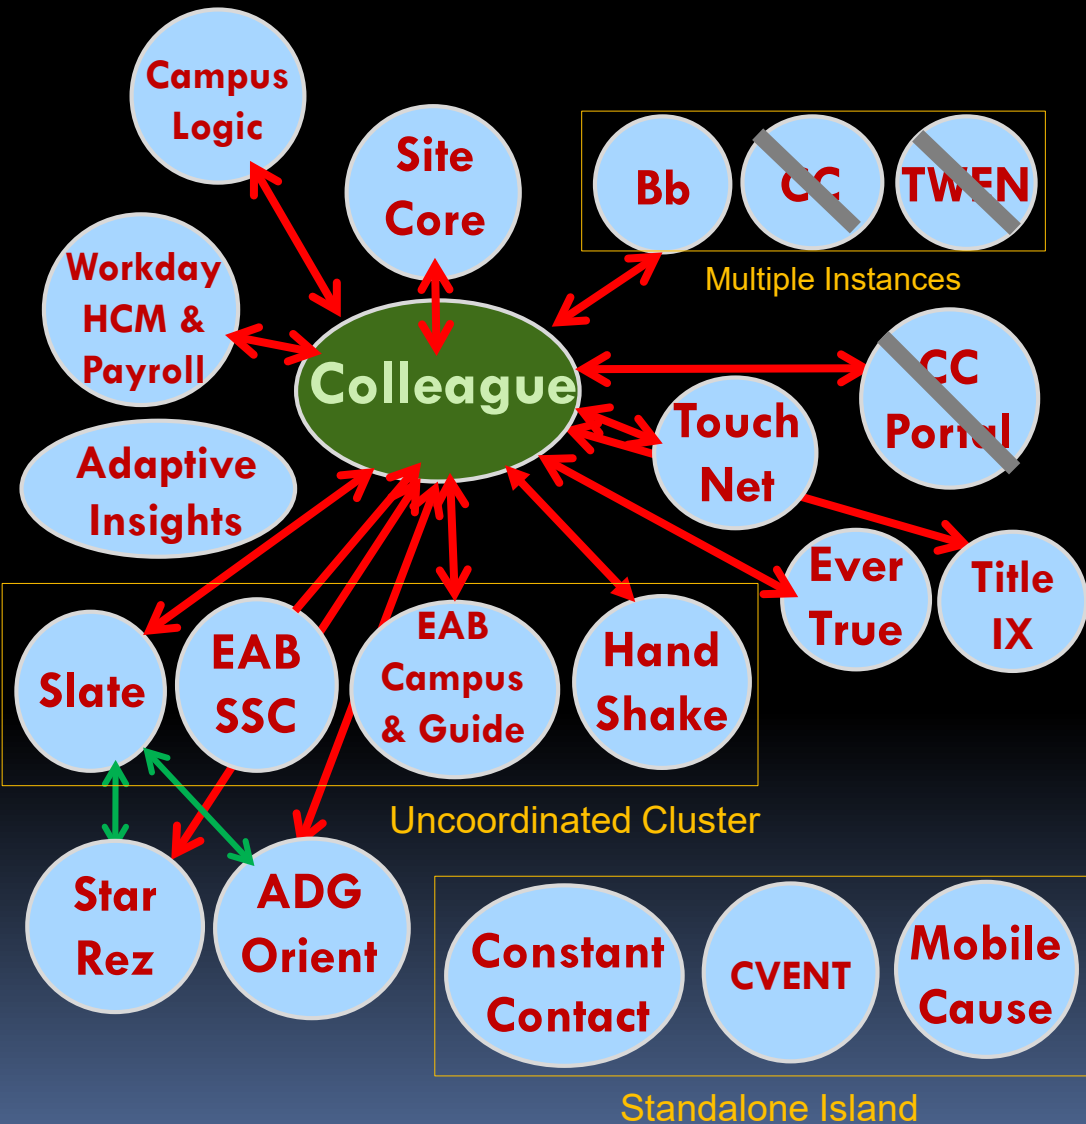 Campus
Logic
Site
Core
Bb
CC
TWEN
Multiple Instances
Workday
HCM &
Payroll
Colleague
CC
Portal
Touch
Net
Adaptive
Insights
Ever
True
Title
IX
Slate
EAB
SSC
EAB
Campus
& Guide
Hand
Shake
Uncoordinated Cluster
Star
Rez
ADG
Orient
Constant
Contact
CVENT
Mobile
Cause
Standalone Island